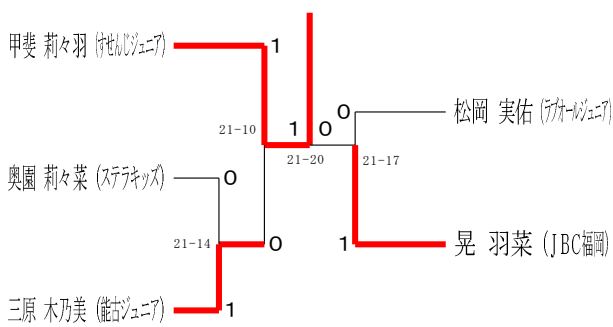 甲斐 莉々羽 (すせんじジュニア)
1
0
松岡 実佑 (ラブオールジュニア)
21-10
1
0
21-20
21-17
奥園 莉々菜 (ステラキッズ)
0
21-14
0
1
晃 羽菜 (JBC福岡)
三原 木乃美 (能古ジュニア)
1